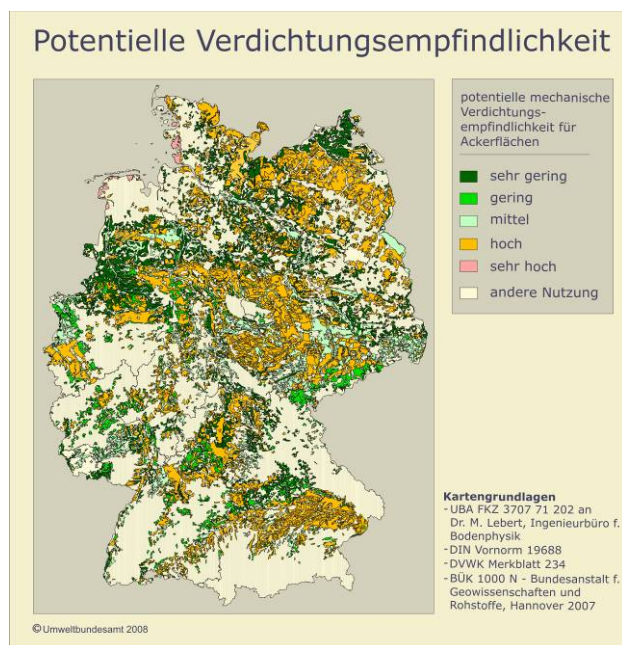 Potentielle Verdichtungsempfindlichkeit
potentielle mechanische
Verdichtungs-
empfindlichkeit für
Ackerflächen
sehr gering
gering
mittel
hoch
sehr hoch
andere Nutzung
Kartengrundlagen
-UBA FKZ 3707 71 202 an
Dr. M. Lebert, Ingenieurbüro f.
Bodenphysik
-DIN Vornorm 19688
-DVWK Merkblatt 234
-BÜK 1000 N - Bundesanstalt f.
Geowissenschaften und
Rohstoffe, Hannover 2007
© Umweltbundesamt 2008